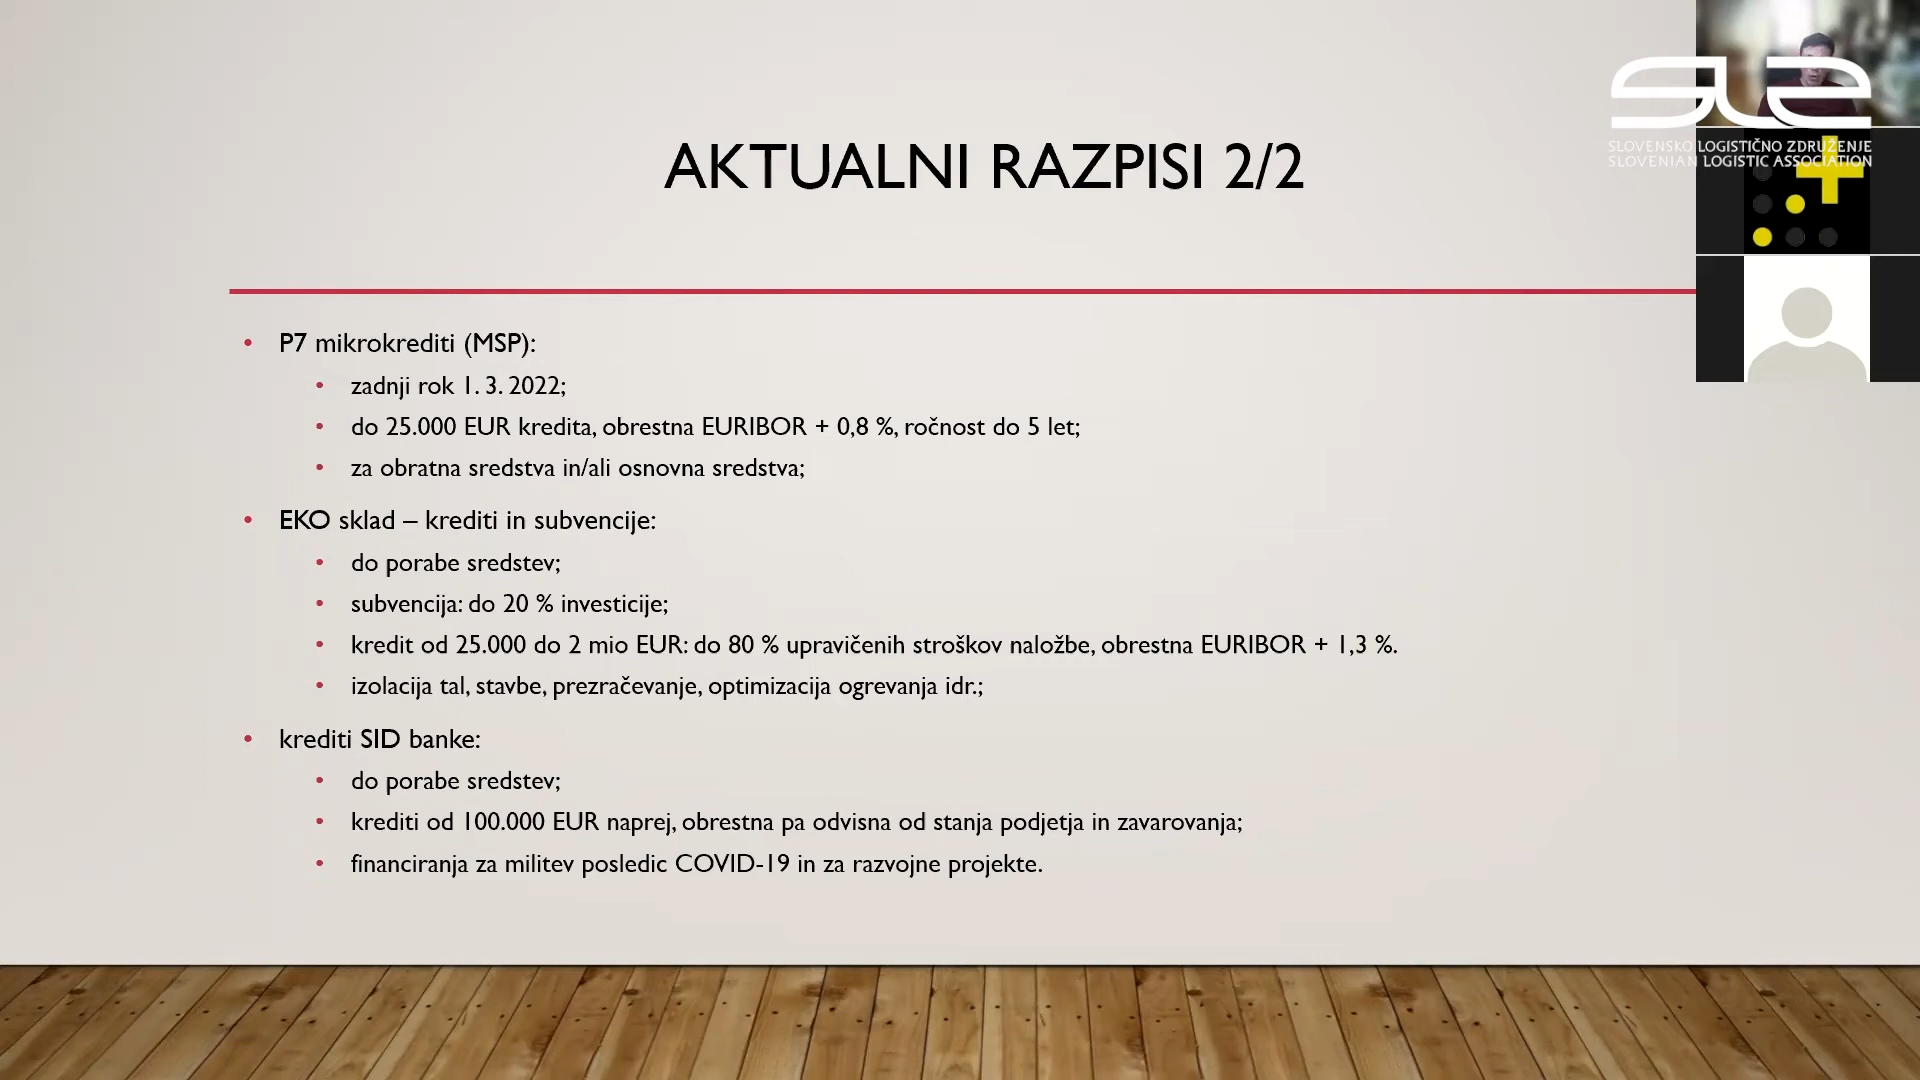 SLZ
SLOVENSKO LOGISTIČNO ZDRUŽENJE
SLOVENIAN LOGISTIC ASSOCIATION
AKTUALNI RAZPISI 2/2
• P7 mikrokrediti (MSP):
• zadnji rok 1. 3. 2022;
• do 25.000 EUR kredita, obrestna EURIBOR + 0,8 %, ročnost do 5 let;
• za obratna sredstva in/ali osnovna sredstva;
• EKO sklad – krediti in subvencije:
• do porabe sredstev;
• subvencija: do 20 % investicije;
• kredit od 25.000 do 2 mio EUR: do 80 % upravičenih stroškov naložbe, obrestna EURIBOR + 1,3 %.
• izolacija tal, stavbe, prezračevanje, optimizacija ogrevanja idr.;
• krediti SID banke:
• do porabe sredstev;
• krediti od 100.000 EUR naprej, obrestna pa odvisna od stanja podjetja in zavarovanja;
• financiranja za militev posledic COVID-19 in za razvojne projekte.